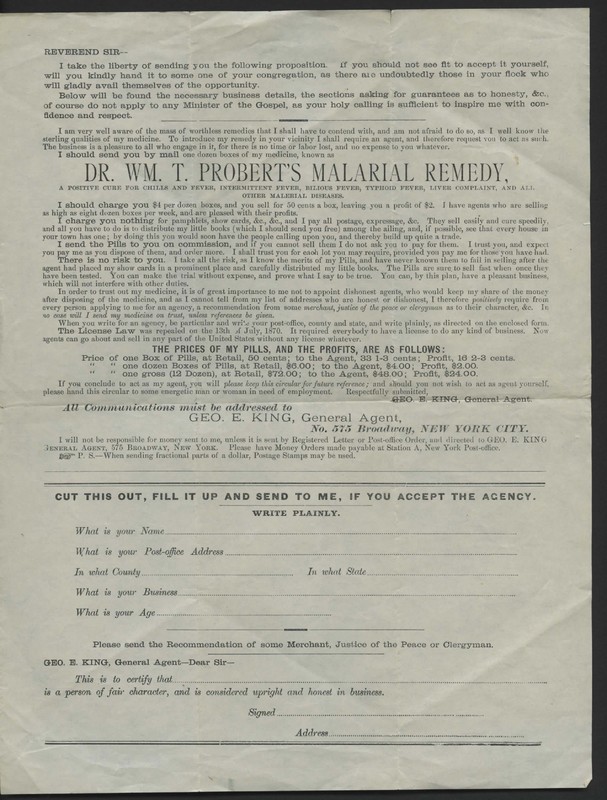 REVEREND SIR—
I take the liberty of sending you the following proposition. If you should not see fit to accept it yourself,
will you kindly hand it to some one of your congregation, as there are undoubtedly those in your flock who
will gladly avail themselves of the opportunity.
Below will be found the necessary business details, the sections asking for guarantees as to honesty, &c.,
of course do not apply to any Minister of the Gospel, as your holy calling is sufficient to inspire me with con-
fidence and respect.
I am very well aware of the mass of worthless remedies that I shall have to contend with, and am not afraid to do so, as I well know the
sterling qualities of my medicine. To introduce my remedy in your vicinity I shall require an agent, and therefore request you to act as such.
The business is a pleasure to all who engage in it, for there is no time or labor lost, and no expense to you whatever.
I should send you by mail one dozen boxes of my medicine, known as
DR. WM. T. PROBERT'S MALARIAL REMEDY,
A POSITIVE CURE FOR CHILLS AND FEVER, INTERMITTENT FEVER, BILIOUS FEVER, TYPHOID FEVER, LIVER COMPLAINT, AND ALL
OTHER MALARIAL DISEASES.
I should charge you $4 per dozen boxes, and you sell for 50 cents a box, leaving you a profit of $2. I have agents who are selling
as high as eight dozen boxes per week, and are pleased with their profits.
I charge you nothing for pamphlets, show cards, &c., &c., and I pay all postage, expressage, &c. They sell easily and cure speedily,
and all you have to do is to distribute my little books (which I should send you free) among the ailing, and, if possible, see that every house in
your town has one; by doing this you would soon have the people calling upon you, and thereby build up quite a trade.
I send the Pills to you on commission, and if you cannot sell them I do not ask you to pay for them. I trust you, and expect
you pay me as you dispose of them, and order more. I shall trust you for each lot you may require, provided you pay me for those you have had.
There is no risk to you. I take all the risk, as I know the merits of my Pills, and have never known them to fail in selling after the
agent had placed my show cards in a prominent place and carefully distributed my little books. The Pills are sure to sell fast when once they
have been tested. You can make the trial without expense, and prove what I say to be true. You can, by this plan, have a pleasant business,
which will not interfere with other duties.
In order to trust out my medicine, it is of great importance to me not to appoint dishonest agents, who would keep my share of the money
after disposing of the medicine, and as I cannot tell from my list of addresses who are honest or dishonest, I therefore positively require from
every person applying to me for an agency, a recommendation from some merchant, justice of the peace or clergyman as to their character, &c. In
no case will I send my medicine on trust, unless references be given.
When you write for an agency, be particular and write your post-office, county and state, and write plainly, as directed on the enclosed form.
The License Law was repealed on the 13th of July, 1870. It required everybody to have a license to do any kind of business. Now
agents can go about and sell in any part of the United States without any license whatever.
THE PRICES OF MY PILLS, AND THE PROFITS, ARE AS FOLLOWS:
Price of one Box of Pills, at Retail, 50 cents; to the Agent, 33 1-3 cents; Profit, 16 2-3 cents.
" " one dozen Boxes of Pills, at Retail, $6.00; to the Agent, $4.00; Profit, $2.00.
" " one gross (12 Dozen), at Retail, $72.00; to the Agent, $48.00; Profit, $24.00.
If you conclude to act as my agent, you will please keep this circular for future reference; and should you not wish to act as agent yourself,
please hand this circular to some energetic man or woman in need of employment. Respectfully submitted,
GEO. E. KING, General Agent.
All Communications must be addressed to
GEO. E. KING, General Agent,
No. 575 Broadway, NEW YORK CITY.
I will not be responsible for money sent to me, unless it is sent by Registered Letter or Post-office Order, and directed to GEO. E. KING
GENERAL AGENT, 575 BROADWAY, NEW YORK. Please have Money Orders made payable at Station A, New York Post-office.
P. S.—When sending fractional parts of a dollar, Postage Stamps may be used.
CUT THIS OUT, FILL IT UP AND SEND TO ME, IF YOU ACCEPT THE AGENCY.
WRITE PLAINLY.
What is your Name
What is your Post-office Address
In what County In what State
What is your Business
What is your Age
Please send the Recommendation of some Merchant, Justice of the Peace or Clergyman.
GEO. E. KING, General Agent—Dear Sir—
This is to certify that
is a person of fair character, and is considered upright and honest in business.
Signed
Address